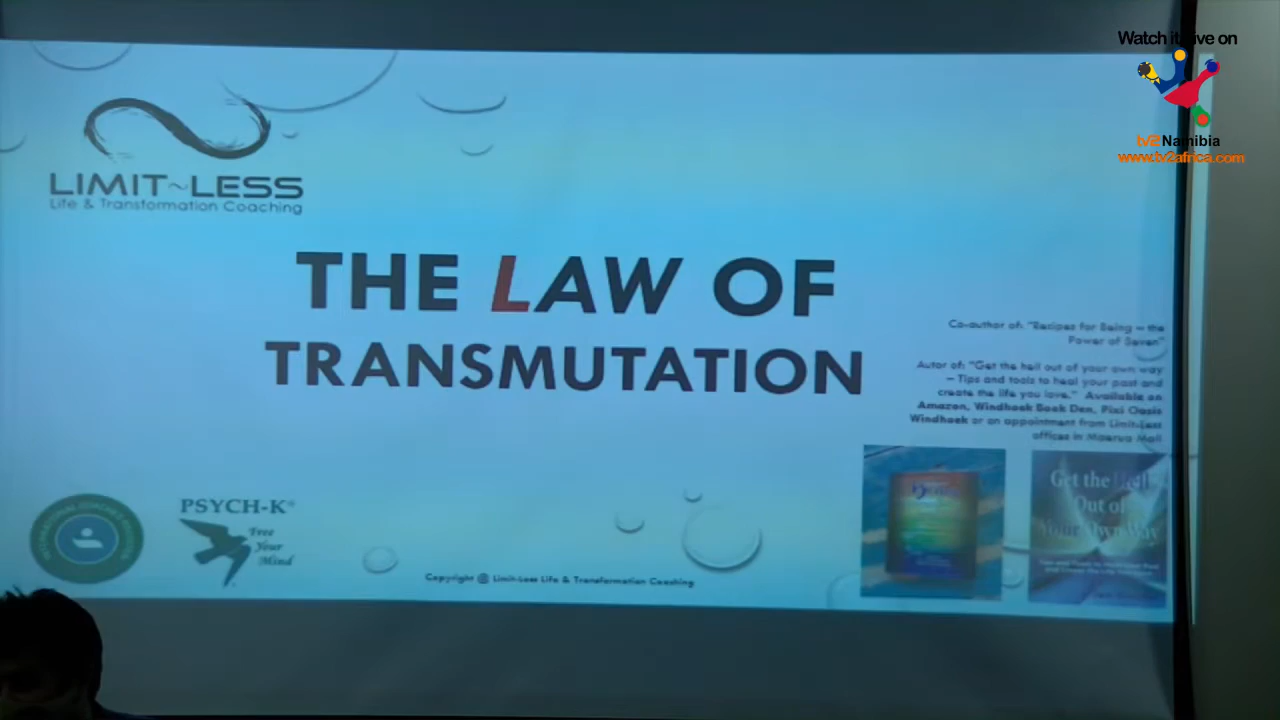 Watch it live on
tv2 Namibia
www.tv2africa.com
LIMIT~LESS
Life & Transformation Coaching
THE LAW OF
TRANSMUTATION
Co-author of: "Recipes for Being – the
Power of Seven"
Autor of: "Get the hell out of your own way
– Tips and tools to heal your past and
create the life you love." Available on
Amazon, Windhoek Book Den, Pixi Oasis
Windhoek or on appointment from Limit-Less
offices in Maerua Mall
PSYCH-K®
Free
Your
Mind
Get the Hell
Out of
Your Own Way
Copyright @ Limit-Less Life & Transformation Coaching